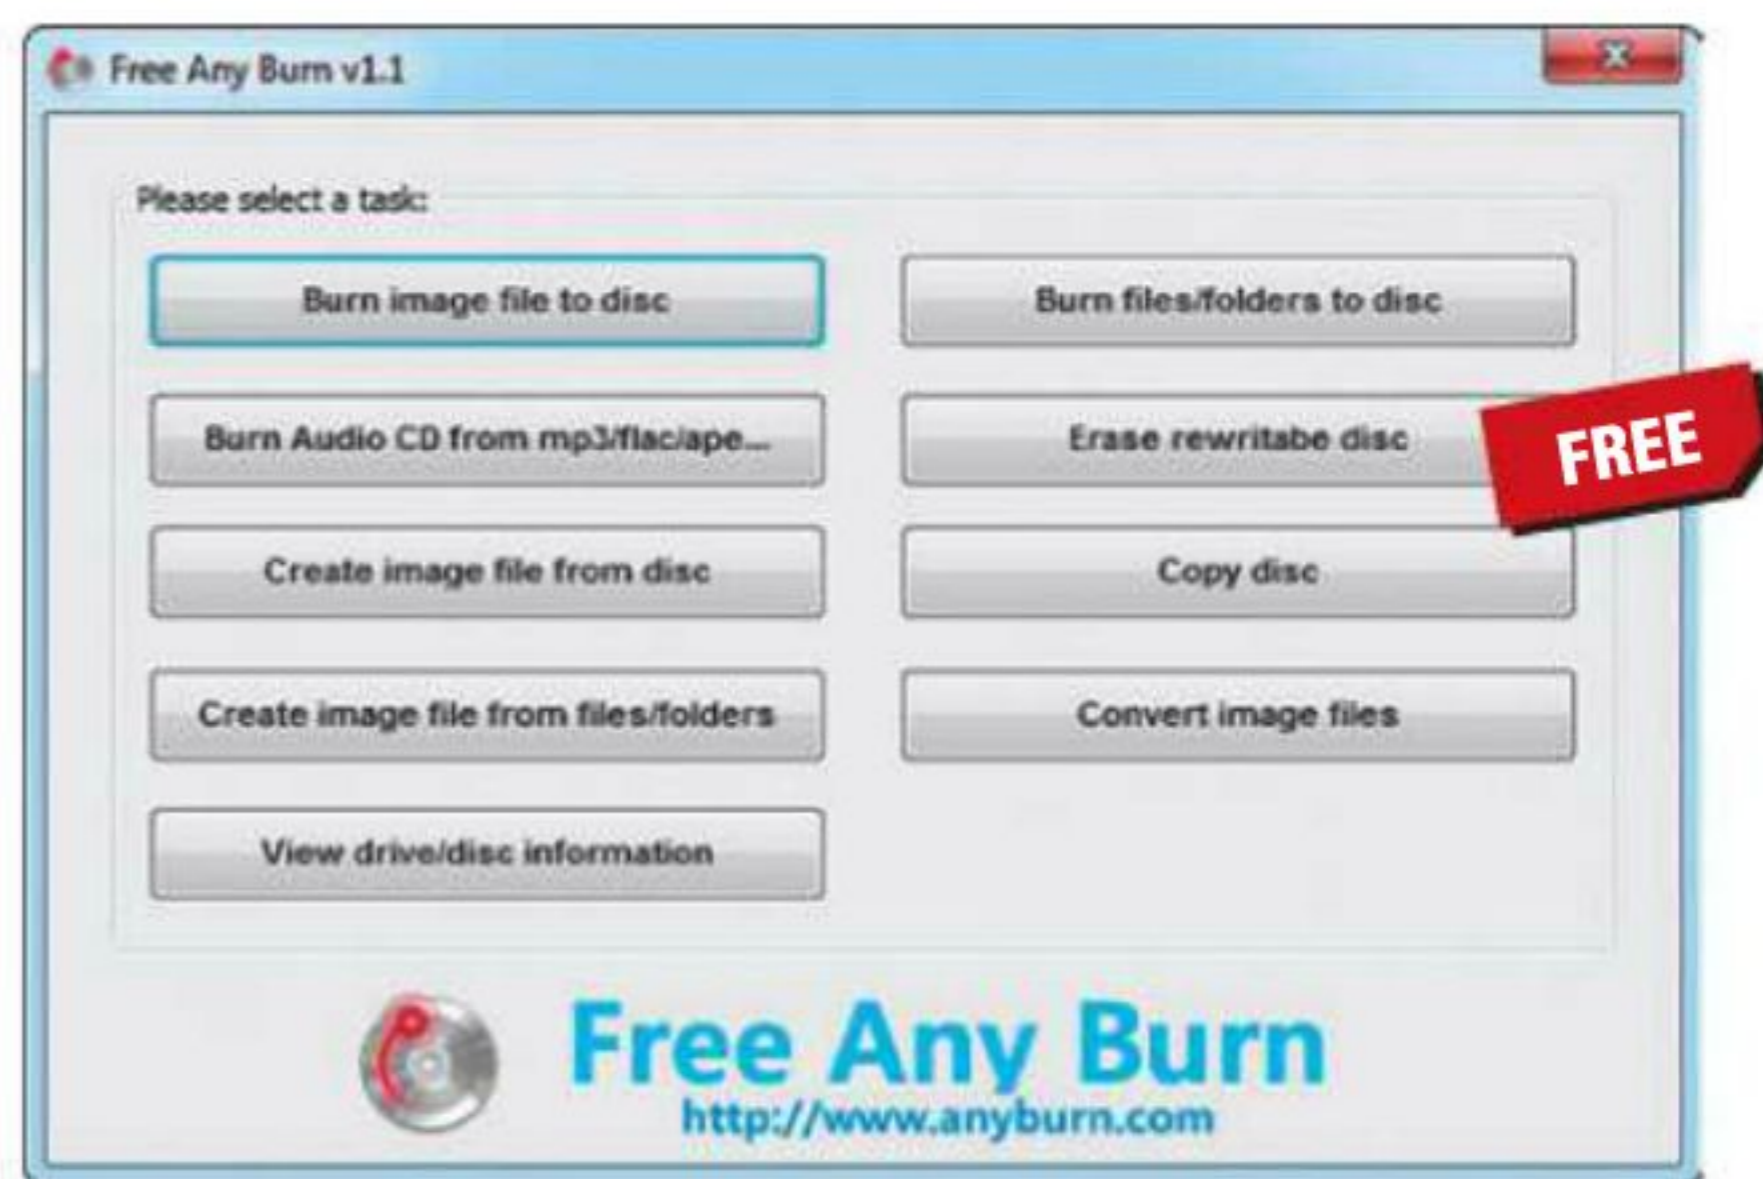 Free Any Burn v1.1
Please select a task:
Burn image file to disc
Burn files/folders to disc
Burn Audio CD from mp3/flac/ape...
Erase rewritabe disc
FREE
Create image file from disc
Copy disc
Create image file from files/folders
Convert image files
View drive/disc information
Free Any Burn
http://www.anyburn.com